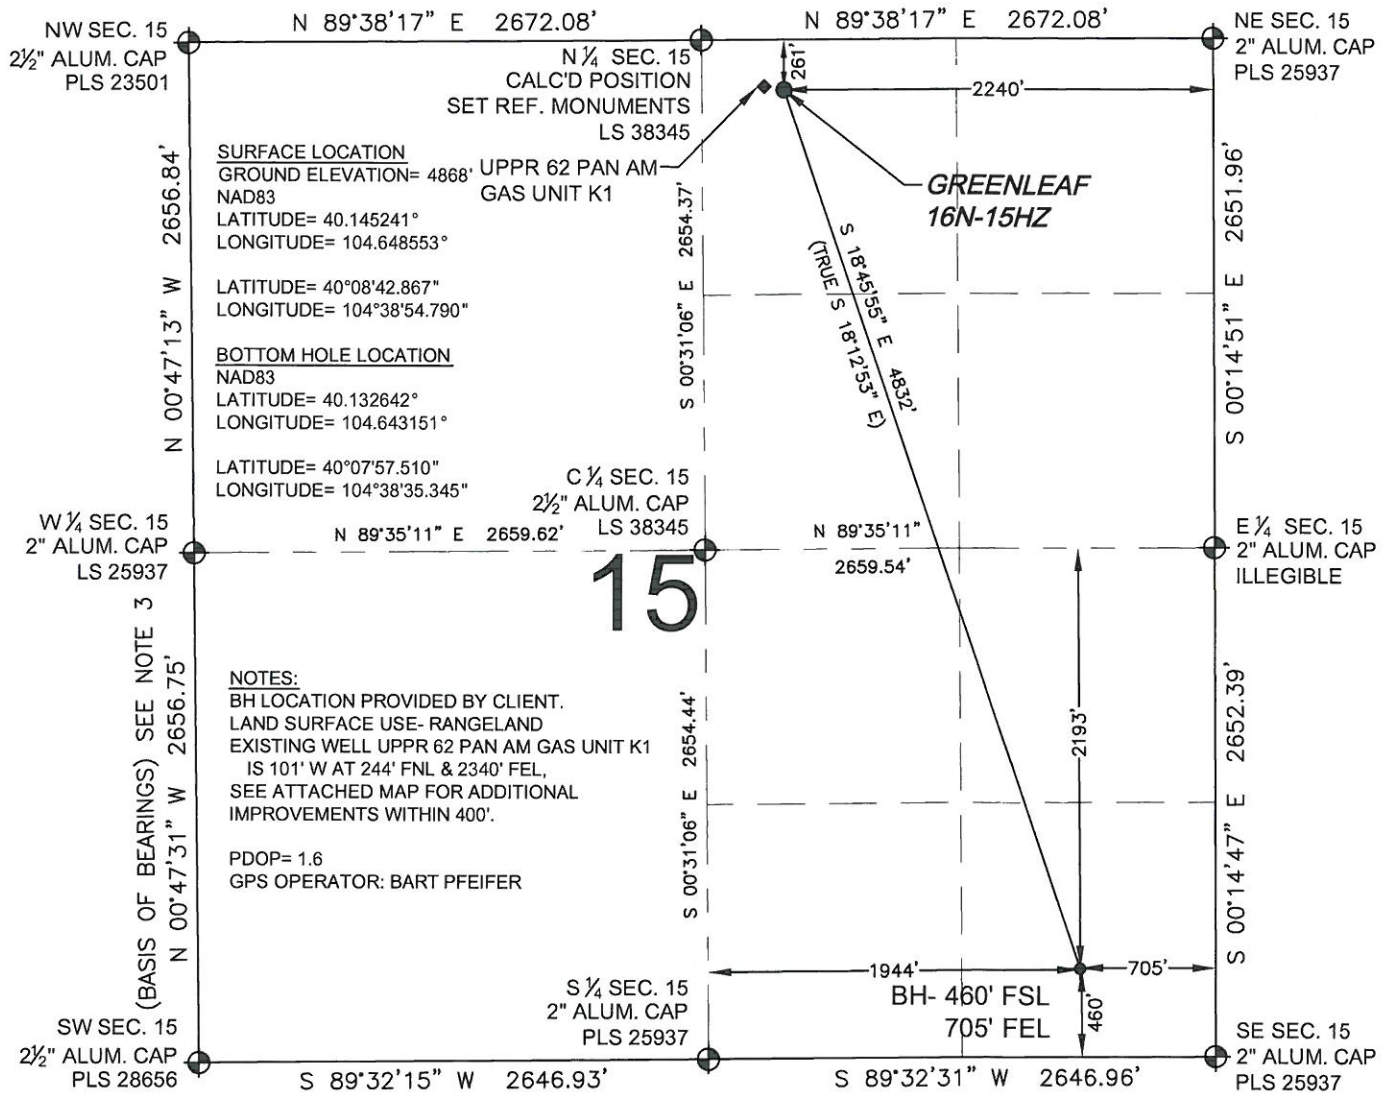 N 89°38'17" E 2672.08'
N 89°38'17" E 2672.08'
NW SEC. 15
2½" ALUM. CAP
PLS 23501
N ¼ SEC. 15
CALC'D POSITION
SET REF. MONUMENTS
LS 38345
NE SEC. 15
2" ALUM. CAP
PLS 25937
261'
2240'
UPPR 62 PAN AM
GAS UNIT K1
GREENLEAF
16N-15HZ
SURFACE LOCATION
GROUND ELEVATION= 4868'
NAD83
LATITUDE= 40.145241°
LONGITUDE= 104.648553°
LATITUDE= 40°08'42.867"
LONGITUDE= 104°38'54.790"
BOTTOM HOLE LOCATION
NAD83
LATITUDE= 40.132642°
LONGITUDE= 104.643151°
LATITUDE= 40°07'57.510"
LONGITUDE= 104°38'35.345"
N 00°47'13" W 2656.84'
S 00°31'06" E 2654.37'
S 18°45'55" E 4832'
(TRUE S 18°12'53" E)
S 00°14'51" E 2651.96'
W ¼ SEC. 15
2" ALUM. CAP
LS 25937
N 89°35'11" E 2659.62'
C ¼ SEC. 15
2½" ALUM. CAP
LS 38345
N 89°35'11"
2659.54'
E ¼ SEC. 15
2" ALUM. CAP
ILLEGIBLE
15
(BASIS OF BEARINGS) SEE NOTE 3
N 00°47'31" W 2656.75'
NOTES:
BH LOCATION PROVIDED BY CLIENT.
LAND SURFACE USE- RANGELAND
EXISTING WELL UPPR 62 PAN AM GAS UNIT K1
IS 101' W AT 244' FNL & 2340' FEL,
SEE ATTACHED MAP FOR ADDITIONAL
IMPROVEMENTS WITHIN 400'.
PDOP= 1.6
GPS OPERATOR: BART PFEIFER
S 00°31'06" E 2654.44'
2193'
S 00°14'47" E 2652.39'
1944'
705'
BH- 460' FSL
705' FEL
460'
SW SEC. 15
2½" ALUM. CAP
PLS 28656
S ¼ SEC. 15
2" ALUM. CAP
PLS 25937
SE SEC. 15
2" ALUM. CAP
PLS 25937
S 89°32'15" W 2646.93'
S 89°32'31" W 2646.96'